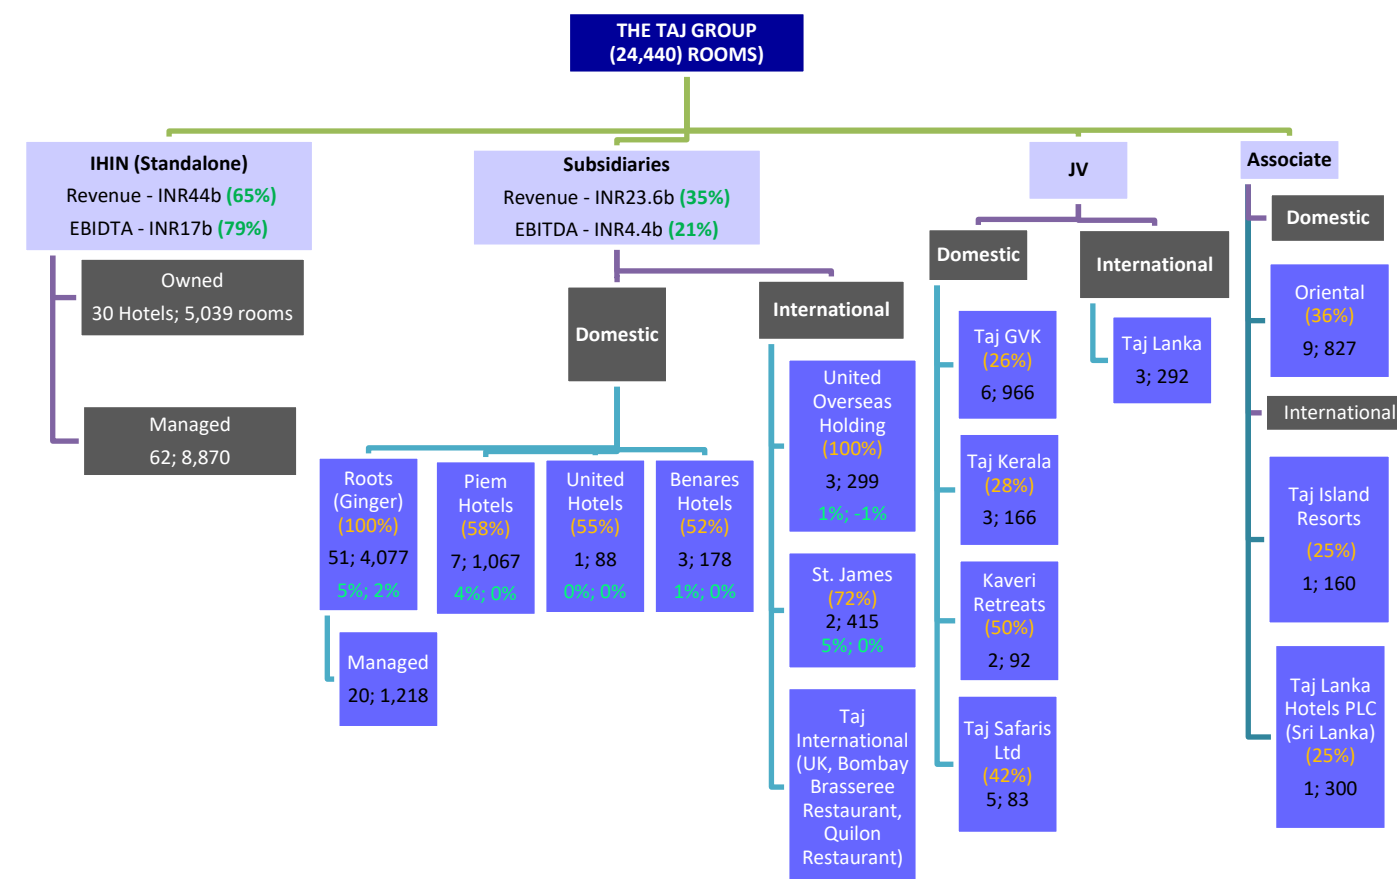 THE TAJ GROUP
(24,440) ROOMS)
IHIN (Standalone)
Revenue - INR44b (65%)
EBIDTA - INR17b (79%)
Owned
30 Hotels; 5,039 rooms
Managed
62; 8,870
Subsidiaries
Revenue - INR23.6b (35%)
EBITDA - INR4.4b (21%)
Domestic
Roots
(Ginger)
(100%)
51; 4,077
5%; 2%
Managed
20; 1,218
Piem
Hotels
(58%)
7; 1,067
4%; 0%
United
Hotels
(55%)
1; 88
0%; 0%
Benares
Hotels
(52%)
3; 178
1%; 0%
International
United
Overseas
Holding
(100%)
3; 299
1%; -1%
St. James
(72%)
2; 415
5%; 0%
Taj
International
(UK, Bombay
Brasseree
Restaurant,
Quilon
Restaurant)
JV
Domestic
Taj GVK
(26%)
6; 966
Taj Kerala
(28%)
3; 166
Kaveri
Retreats
(50%)
2; 92
Taj Safaris
Ltd
(42%)
5; 83
International
Taj Lanka
3; 292
Associate
Domestic
Oriental
(36%)
9; 827
International
Taj Island
Resorts
(25%)
1; 160
Taj Lanka
Hotels PLC
(Sri Lanka)
(25%)
1; 300